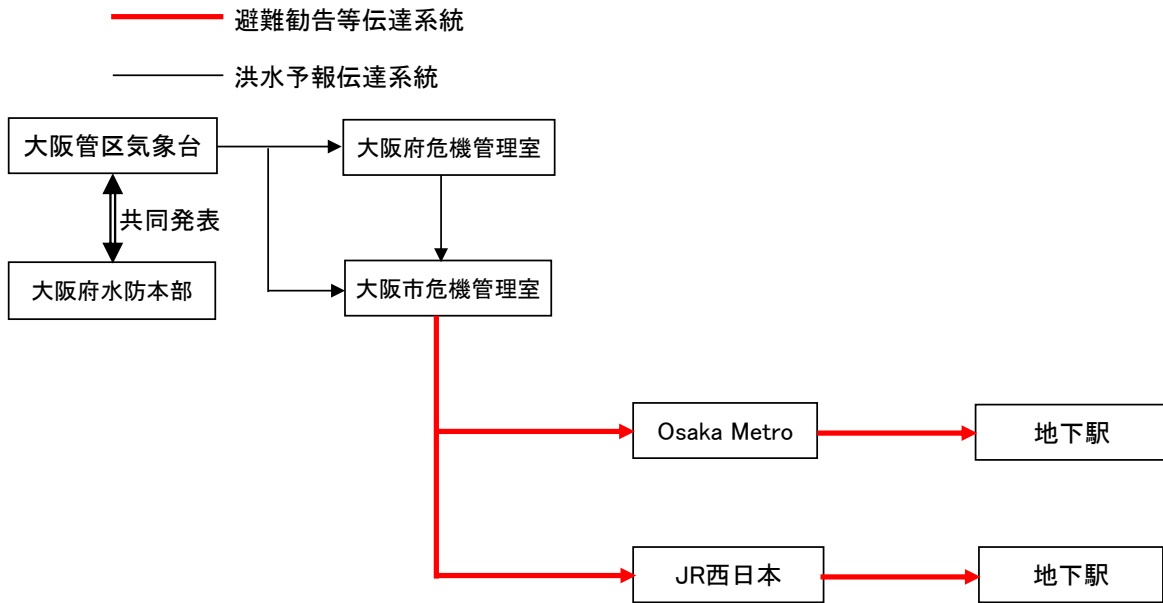 避難勧告等伝達系統
洪水予報伝達系統
大阪管区気象台
大阪府危機管理室
共同発表
大阪府水防本部
大阪市危機管理室
Osaka Metro
地下駅
JR西日本
地下駅